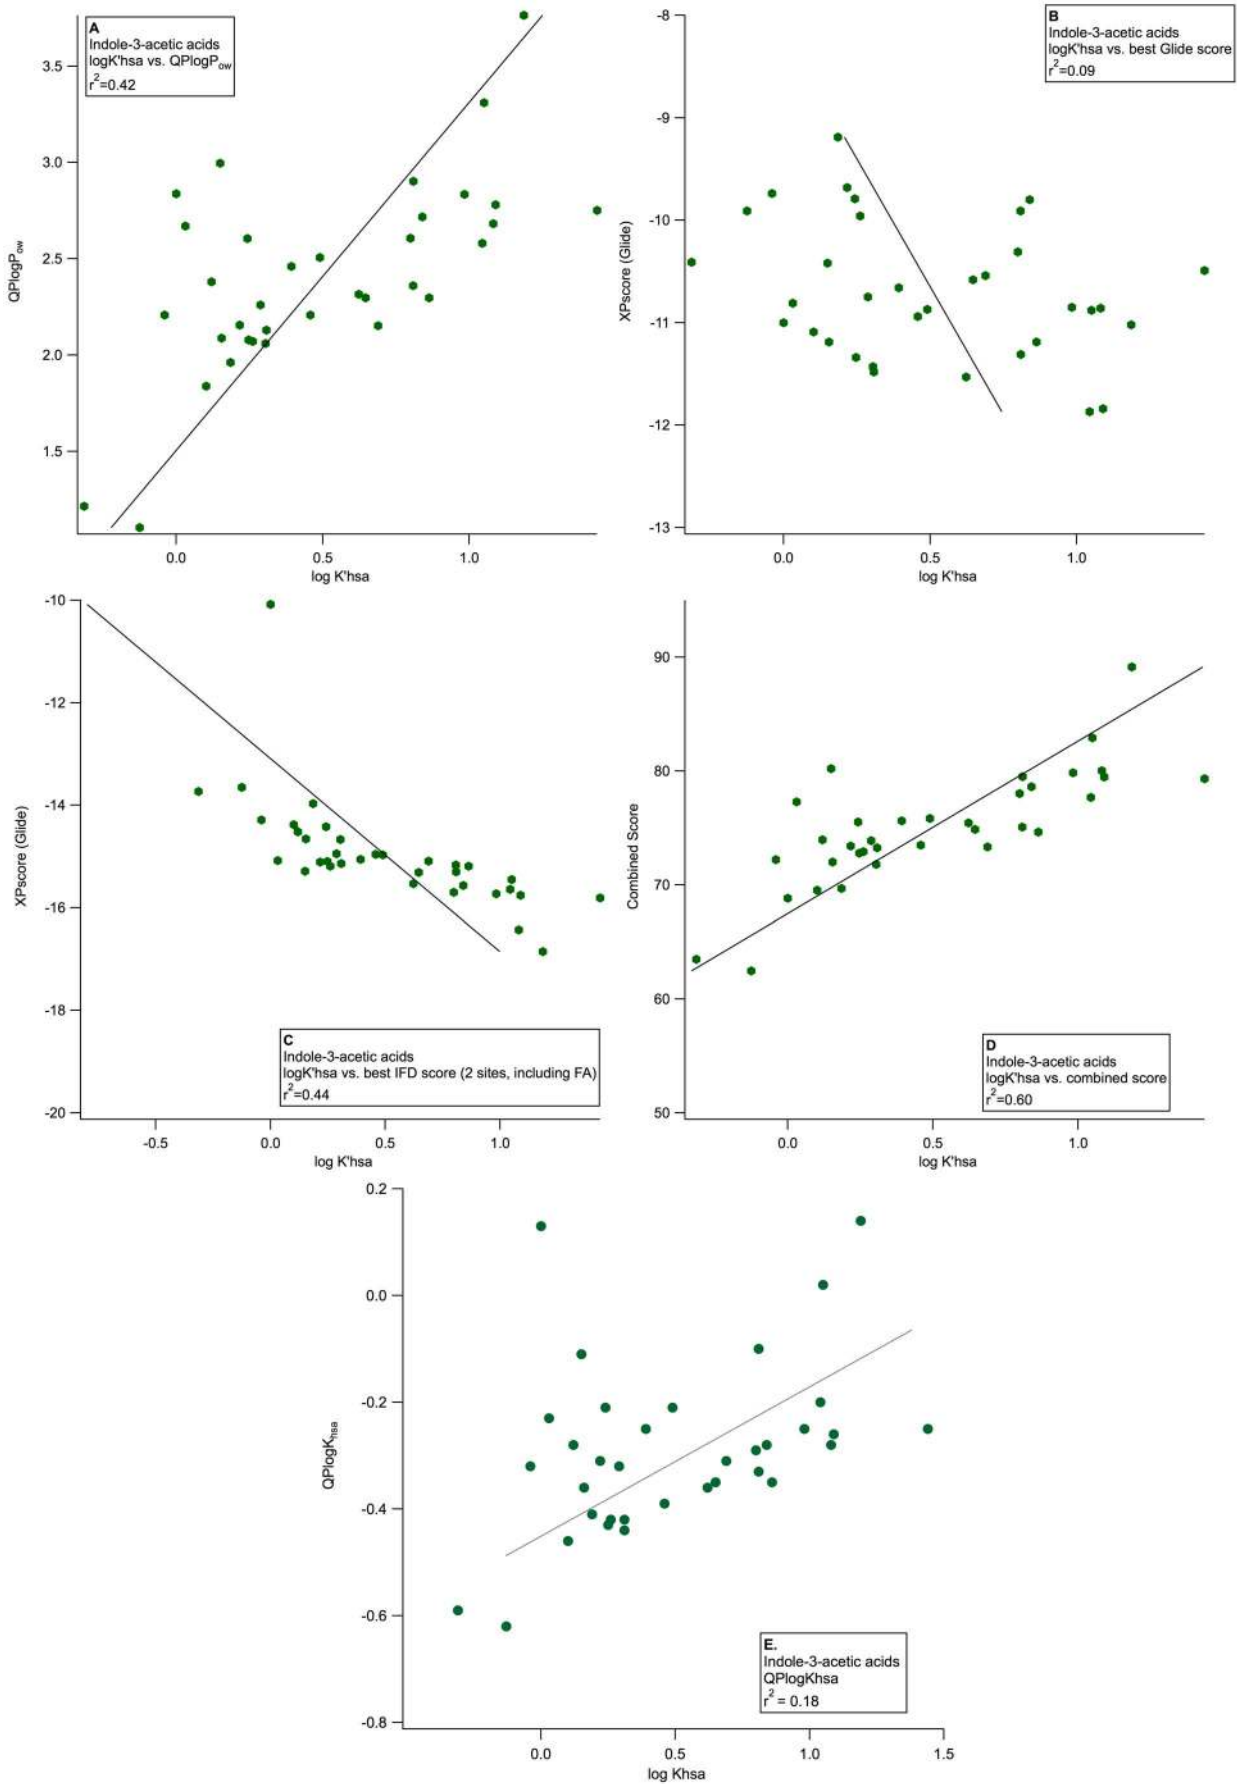 A
Indole-3-acetic acids
logK'hsa vs. QPlogPow
r2=0.42
3.5
3.0
2.5
2.0
1.5
QPlogPow
0.0 0.5 1.0
log K'hsa
B
Indole-3-acetic acids
logK'hsa vs. best Glide score
r2=0.09
-8
-9
-10
-11
-12
-13
XPscore (Glide)
0.0 0.5 1.0
log K'hsa
-10
-12
-14
-16
-18
-20
XPscore (Glide)
C
Indole-3-acetic acids
logK'hsa vs. best IFD score (2 sites, including FA)
r2=0.44
-0.5 0.0 0.5 1.0
log K'hsa
90
80
70
60
50
Combined Score
D
Indole-3-acetic acids
logK'hsa vs. combined score
r2=0.60
0.0 0.5 1.0
log K'hsa
0.2
0.0
-0.2
-0.4
-0.6
-0.8
QPlogKhsa
E.
Indole-3-acetic acids
QPlogKhsa
r2 = 0.18
0.0 0.5 1.0 1.5
log Khsa